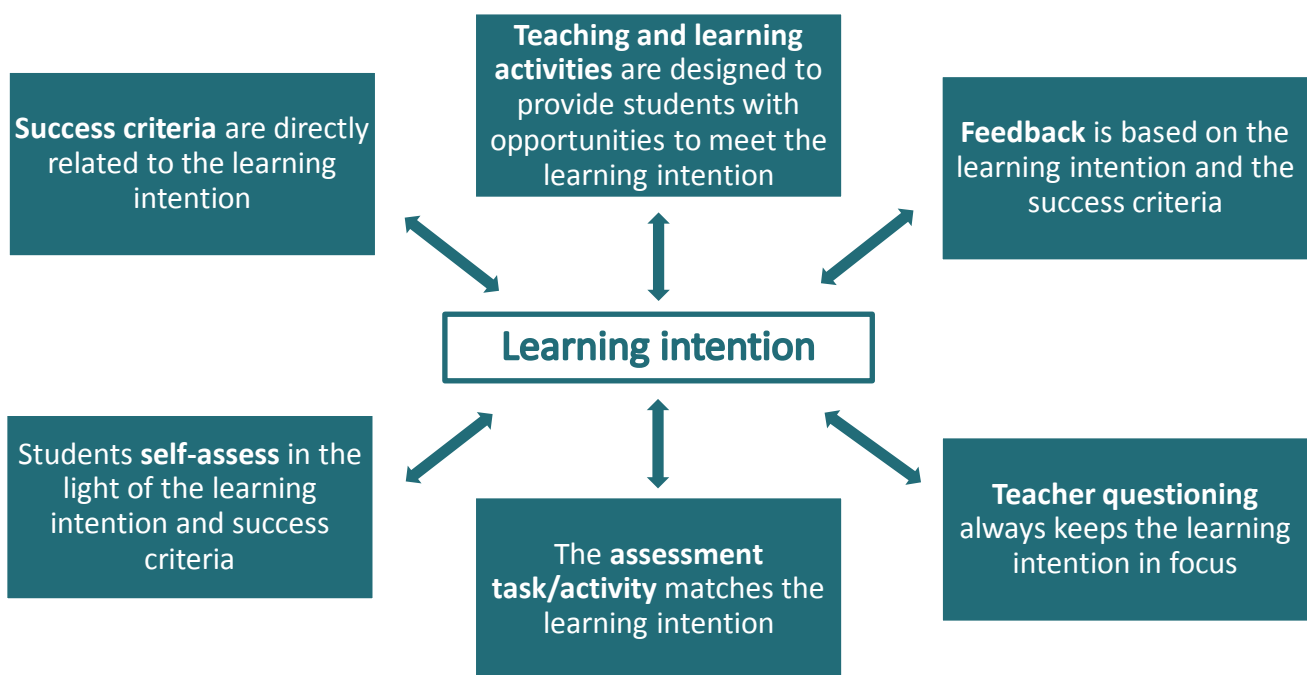 Success criteria are directly
related to the learning
intention
Teaching and learning
activities are designed to
provide students with
opportunities to meet the
learning intention
Feedback is based on the
learning intention and the
success criteria
Learning intention
Students self-assess in the
light of the learning
intention and success
criteria
The assessment
task/activity matches the
learning intention
Teacher questioning
always keeps the learning
intention in focus